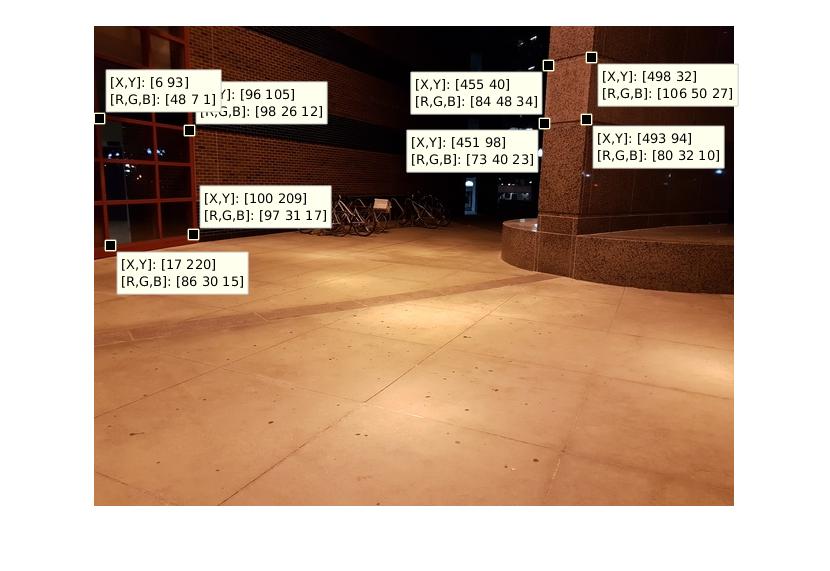 [X,Y]: [6 93]
[R,G,B]: [48 7 1]
Y]: [96 105]
[R,G,B]: [98 26 12]
[X,Y]: [455 40]
[R,G,B]: [84 48 34]
[X,Y]: [498 32]
[R,G,B]: [106 50 27]
[X,Y]: [451 98]
[R,G,B]: [73 40 23]
[X,Y]: [493 94]
[R,G,B]: [80 32 10]
[X,Y]: [100 209]
[R,G,B]: [97 31 17]
[X,Y]: [17 220]
[R,G,B]: [86 30 15]